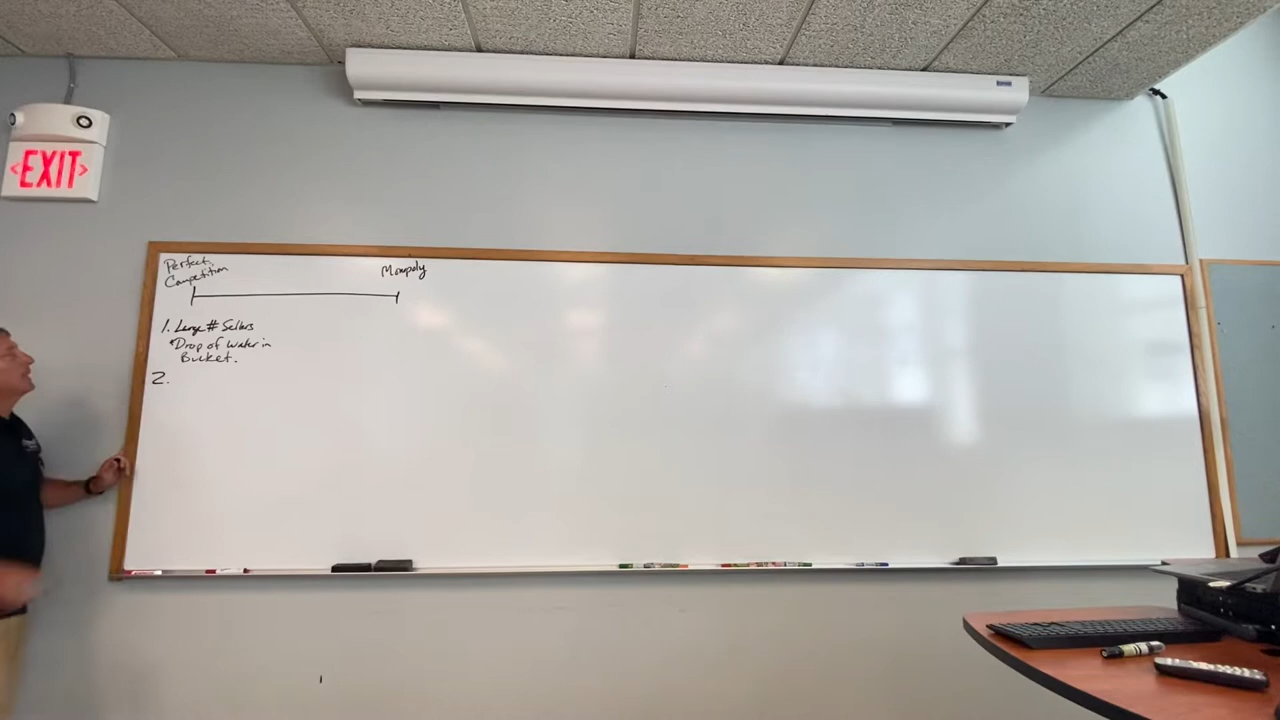 <EXIT>
Perfect
Competition
Monopoly
1. Large # Sellers
Drop of water in
Bucket.
2.